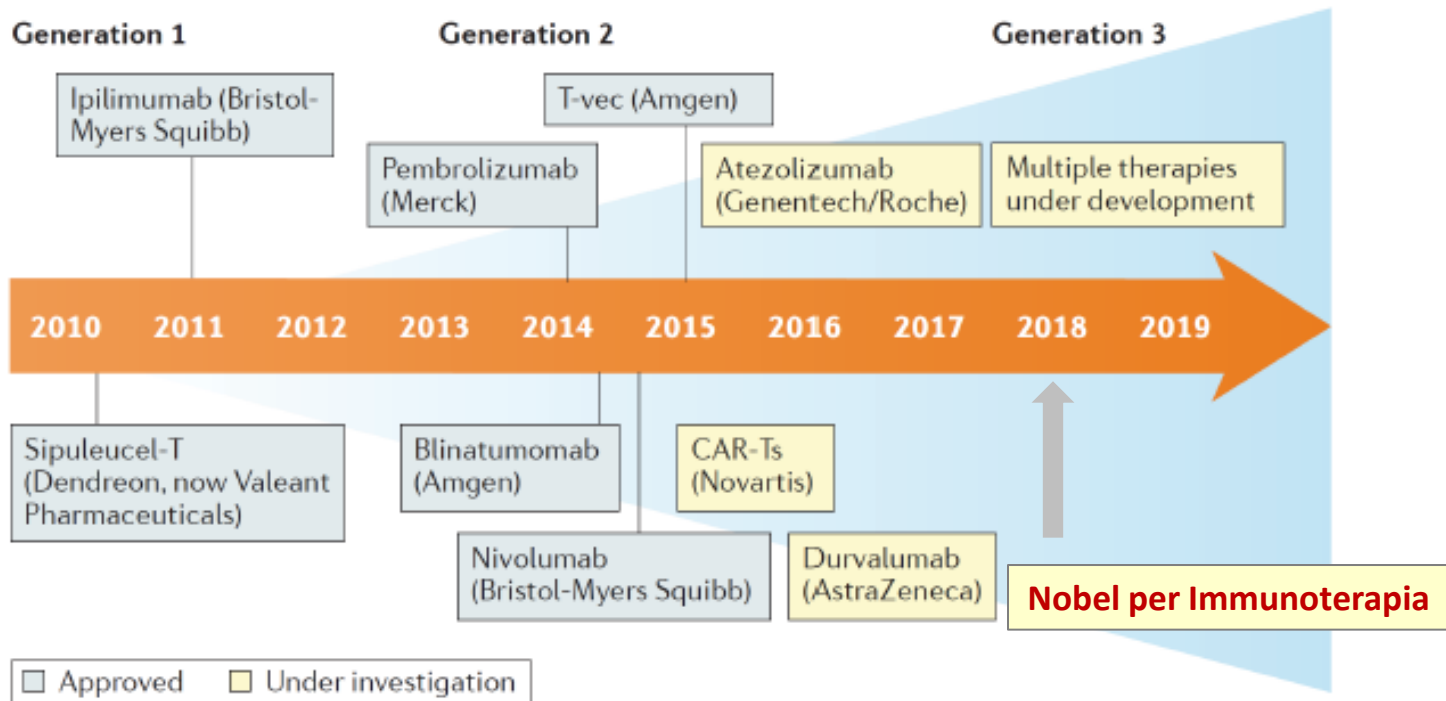 Generation 1
Generation 2
Generation 3
Ipilimumab (Bristol-
Myers Squibb)
T-vec (Amgen)
Pembrolizumab
(Merck)
Atezolizumab
(Genentech/Roche)
Multiple therapies
under development
2010 2011 2012 2013 2014 2015 2016 2017 2018 2019
Sipuleucel-T
(Dendreon, now Valeant
Pharmaceuticals)
Blinatumomab
(Amgen)
CAR-Ts
(Novartis)
Nivolumab
(Bristol-Myers Squibb)
Durvalumab
(AstraZeneca)
Nobel per Immunoterapia
Approved
Under investigation